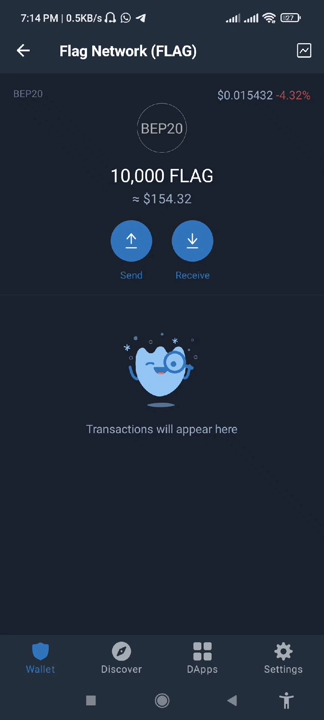 7:14 PM | 0.5KB/s
27
Flag Network (FLAG)
BEP20
$0.015432 -4.32%
BEP20
10,000 FLAG
≈ $154.32
Send
Receive
Transactions will appear here
Wallet
Discover
DApps
Settings